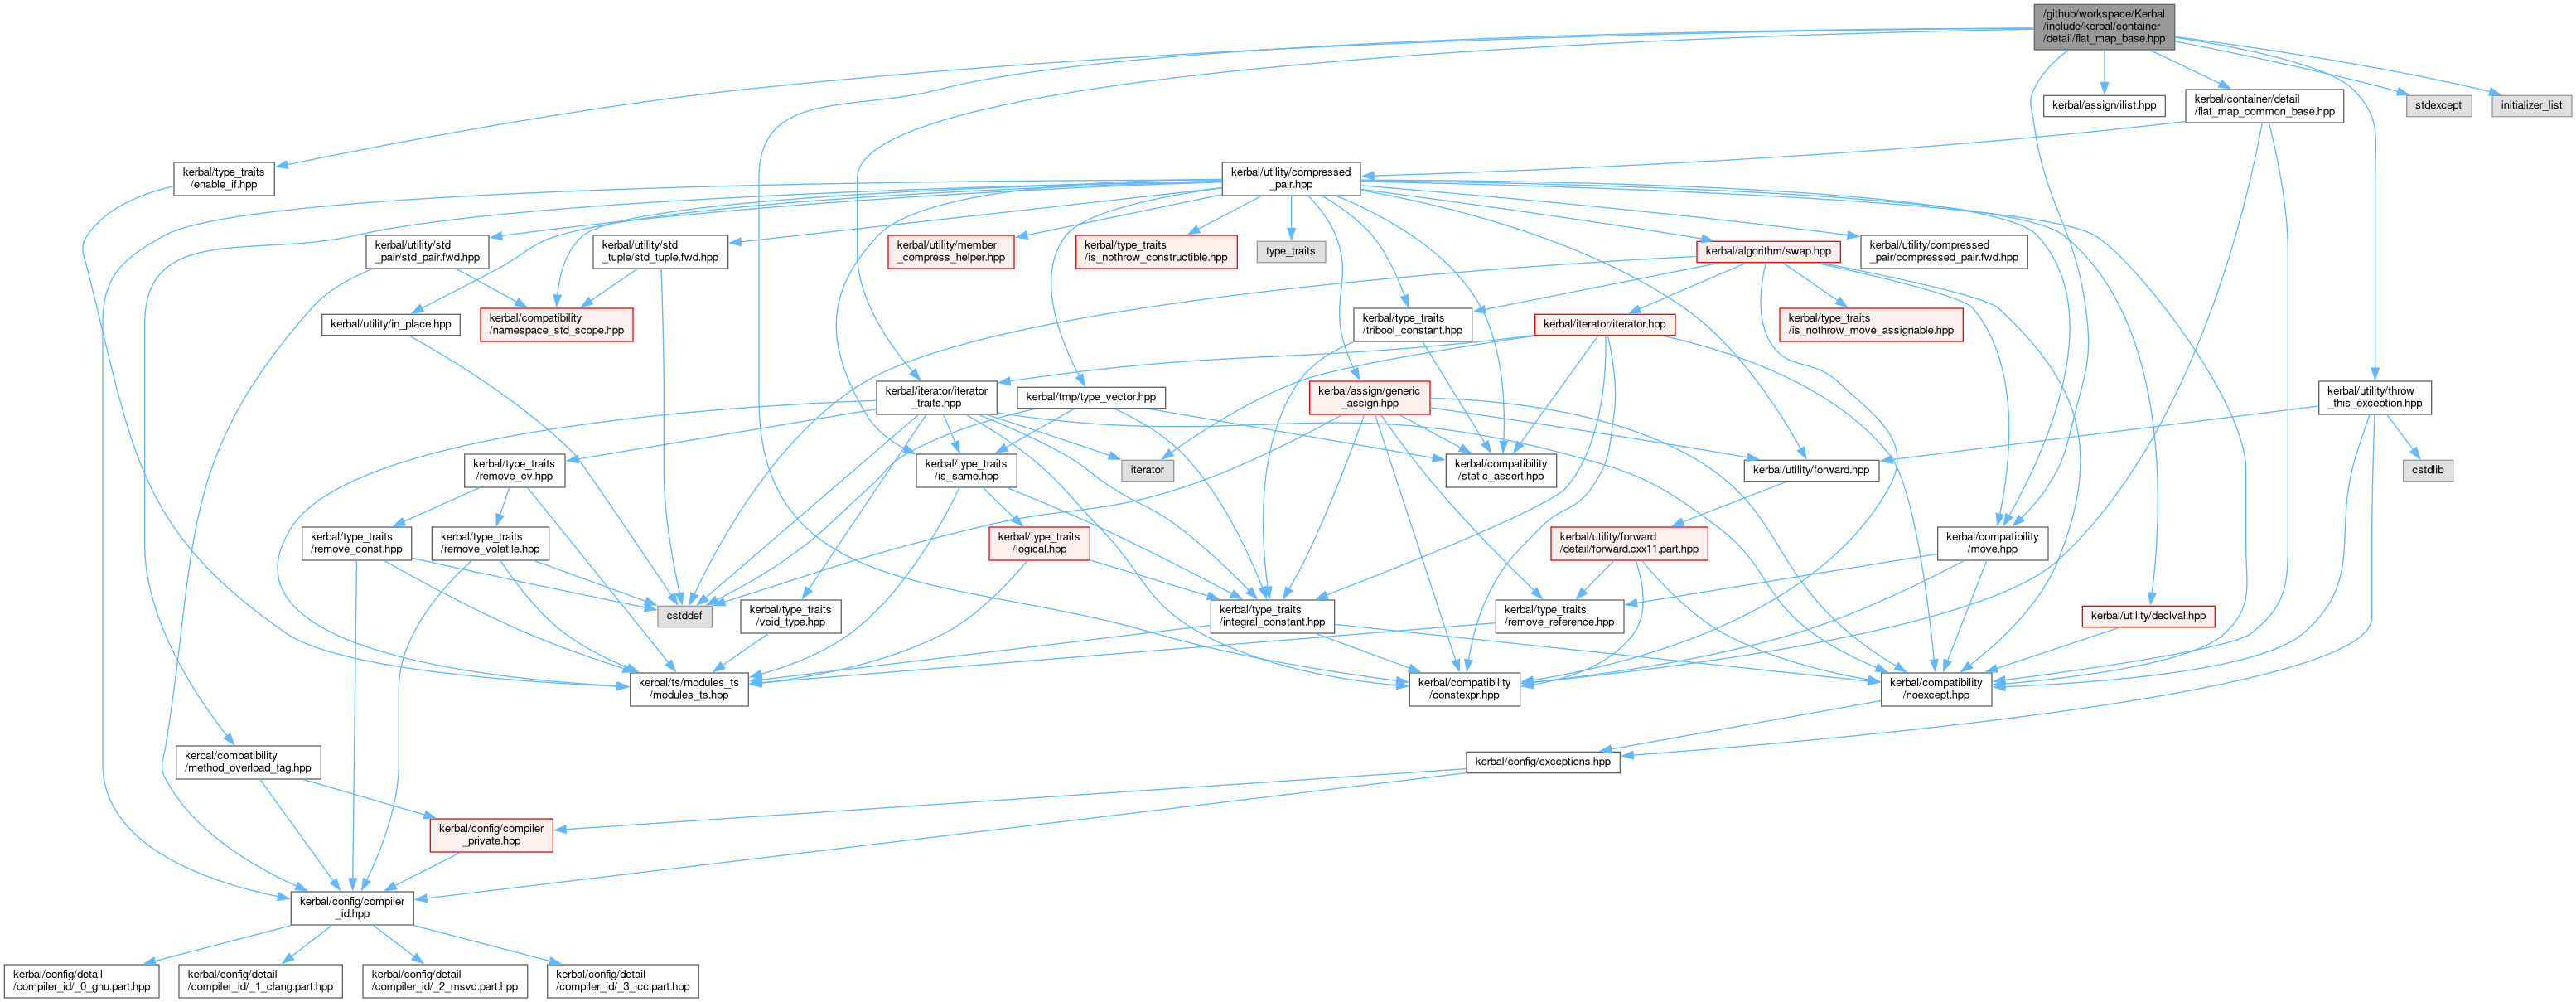 /github/workspace/Kerbal
/include/kerbal/container
/detail/flat_map_base.hpp
kerbal/assign/ilist.hpp
kerbal/container/detail
/flat_map_common_base.hpp
stdexcept
initializer_list
kerbal/type_traits
/enable_if.hpp
kerbal/utility/compressed
_pair.hpp
kerbal/utility/std
_pair/std_pair.fwd.hpp
kerbal/utility/std
_tuple/std_tuple.fwd.hpp
kerbal/utility/member
_compress_helper.hpp
kerbal/type_traits
/is_nothrow_constructible.hpp
type_traits
kerbal/algorithm/swap.hpp
kerbal/utility/compressed
_pair/compressed_pair.fwd.hpp
kerbal/utility/in_place.hpp
kerbal/compatibility
/namespace_std_scope.hpp
kerbal/type_traits
/tribool_constant.hpp
kerbal/iterator/iterator.hpp
kerbal/type_traits
/is_nothrow_move_assignable.hpp
kerbal/iterator/iterator
_traits.hpp
kerbal/tmp/type_vector.hpp
kerbal/assign/generic
_assign.hpp
kerbal/utility/throw
_this_exception.hpp
kerbal/type_traits
/remove_cv.hpp
kerbal/type_traits
/is_same.hpp
iterator
kerbal/compatibility
/static_assert.hpp
kerbal/utility/forward.hpp
cstdlib
kerbal/type_traits
/remove_const.hpp
kerbal/type_traits
/remove_volatile.hpp
kerbal/type_traits
/logical.hpp
kerbal/utility/forward
/detail/forward.cxx11.part.hpp
kerbal/compatibility
/move.hpp
cstddef
kerbal/type_traits
/void_type.hpp
kerbal/type_traits
/integral_constant.hpp
kerbal/type_traits
/remove_reference.hpp
kerbal/utility/declval.hpp
kerbal/ts/modules_ts
/modules_ts.hpp
kerbal/compatibility
/constexpr.hpp
kerbal/compatibility
/noexcept.hpp
kerbal/compatibility
/method_overload_tag.hpp
kerbal/config/exceptions.hpp
kerbal/config/compiler
_private.hpp
kerbal/config/compiler
_id.hpp
kerbal/config/detail
/compiler_id/_0_gnu.part.hpp
kerbal/config/detail
/compiler_id/_1_clang.part.hpp
kerbal/config/detail
/compiler_id/_2_msvc.part.hpp
kerbal/config/detail
/compiler_id/_3_icc.part.hpp